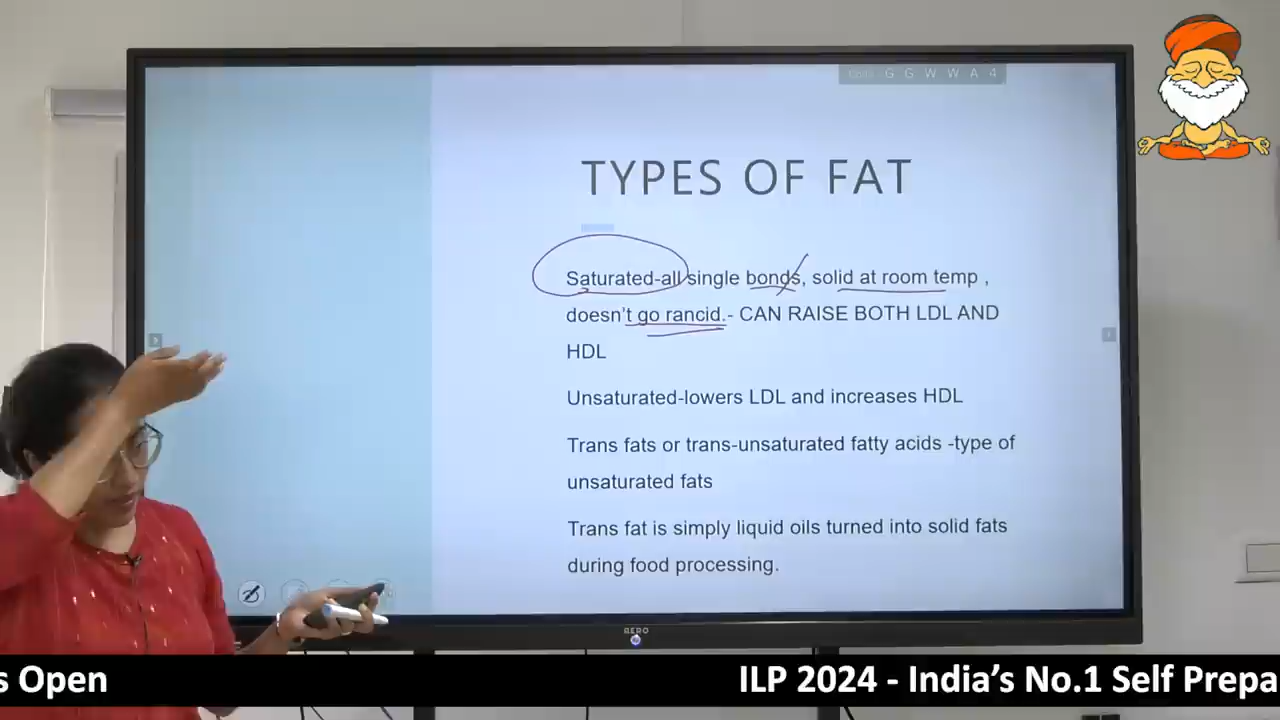 G G W W A 4
TYPES OF FAT
Saturated-all single bonds, solid at room temp ,
doesn't go rancid.- CAN RAISE BOTH LDL AND
HDL
Unsaturated-lowers LDL and increases HDL
Trans fats or trans-unsaturated fatty acids -type of
unsaturated fats
Trans fat is simply liquid oils turned into solid fats
during food processing.
s Open
ILP 2024 - India's No.1 Self Prepa